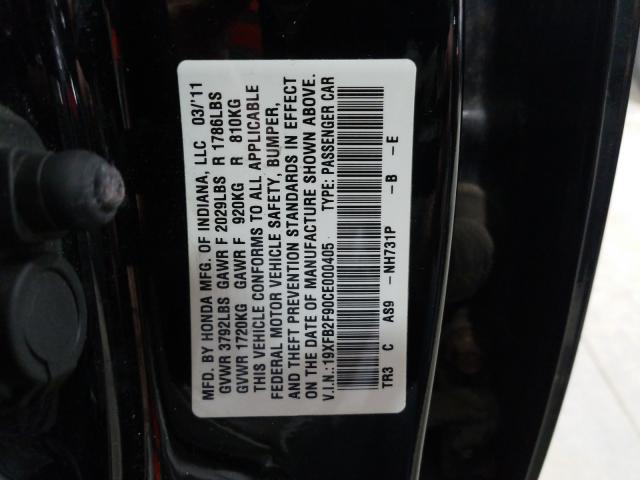 MFD. BY HONDA MFG. OF INDIANA, LLC 03/'11
GVWR 3792LBS GAWR F 2029LBS R 1786LBS
GVWR 1720KG GAWR F 920KG R 810KG
THIS VEHICLE CONFORMS TO ALL APPLICABLE
FEDERAL MOTOR VEHICLE SAFETY, BUMPER,
AND THEFT PREVENTION STANDARDS IN EFFECT
ON THE DATE OF MANUFACTURE SHOWN ABOVE.
V.I.N.:19XFB2F90CE000405 TYPE: PASSENGER CAR
TR3 C AS9 -NH731P -B -E